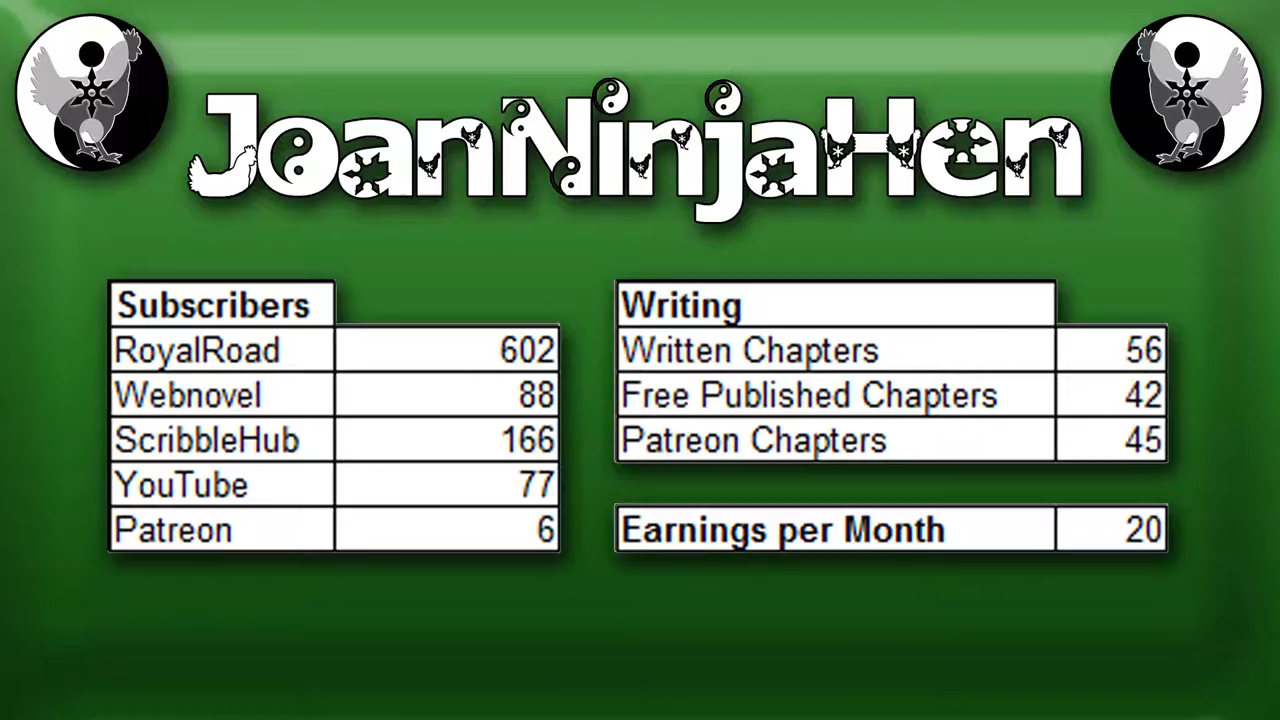 JoanNinjaHen
Subscribers
RoyalRoad 602
Webnovel 88
ScribbleHub 166
YouTube 77
Patreon 6
Writing
Written Chapters 56
Free Published Chapters 42
Patreon Chapters 45
Earnings per Month 20